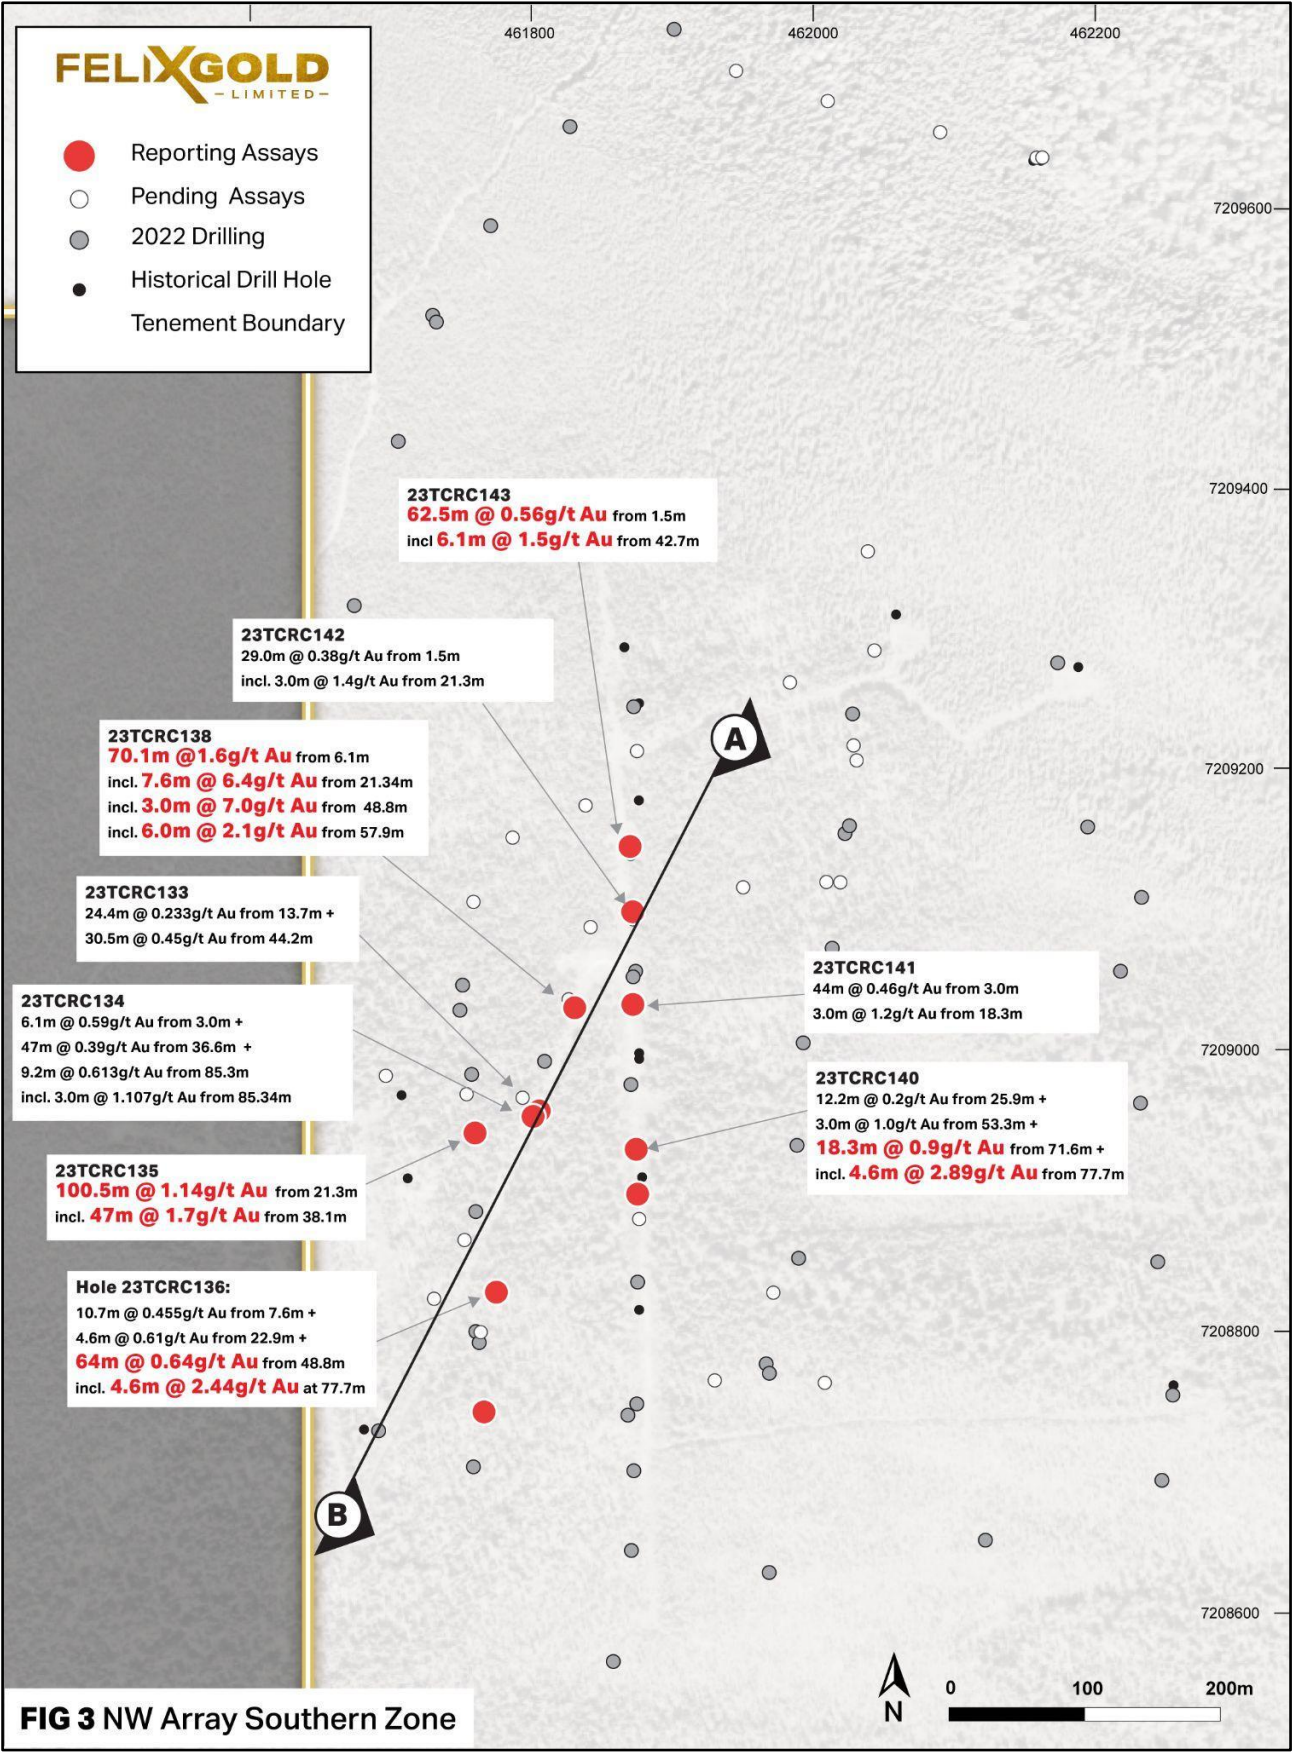 461800
462000
462200
FELIXGOLD
-LIMITED-
Reporting Assays
Pending Assays
2022 Drilling
Historical Drill Hole
Tenement Boundary
7209600
7209400
23TCRC143
62.5m @ 0.56g/t Au from 1.5m
incl 6.1m @ 1.5g/t Au from 42.7m
23TCRC142
29.0m @ 0.38g/t Au from 1.5m
incl. 3.0m @ 1.4g/t Au from 21.3m
A
23TCRC138
70.1m @1.6g/t Au from 6.1m
incl. 7.6m @ 6.4g/t Au from 21.34m
incl. 3.0m @ 7.0g/t Au from 48.8m
incl. 6.0m @ 2.1g/t Au from 57.9m
7209200
23TCRC133
24.4m @ 0.233g/t Au from 13.7m +
30.5m @ 0.45g/t Au from 44.2m
23TCRC141
44m @ 0.46g/t Au from 3.0m
3.0m @ 1.2g/t Au from 18.3m
23TCRC134
6.1m @ 0.59g/t Au from 3.0m +
47m @ 0.39g/t Au from 36.6m +
9.2m @ 0.613g/t Au from 85.3m
incl. 3.0m @ 1.107g/t Au from 85.34m
7209000
23TCRC140
12.2m @ 0.2g/t Au from 25.9m +
3.0m @ 1.0g/t Au from 53.3m +
18.3m @ 0.9g/t Au from 71.6m +
incl. 4.6m @ 2.89g/t Au from 77.7m
23TCRC135
100.5m @ 1.14g/t Au from 21.3m
incl. 47m @ 1.7g/t Au from 38.1m
Hole 23TCRC136:
10.7m @ 0.455g/t Au from 7.6m +
4.6m @ 0.61g/t Au from 22.9m +
64m @ 0.64g/t Au from 48.8m
incl. 4.6m @ 2.44g/t Au at 77.7m
7208800
B
7208600
N
0 100 200m
FIG 3 NW Array Southern Zone